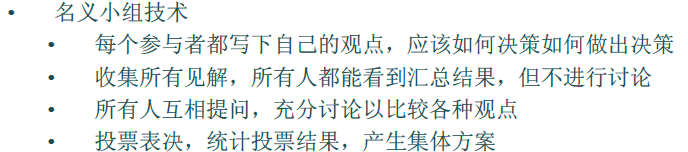 • 名义小组技术
• 每个参与者都写下自己的观点，应该如何决策如何做出决策
• 收集所有见解，所有人都能看到汇总结果，但不进行讨论
• 所有人互相提问，充分讨论以比较各种观点
• 投票表决，统计投票结果，产生集体方案